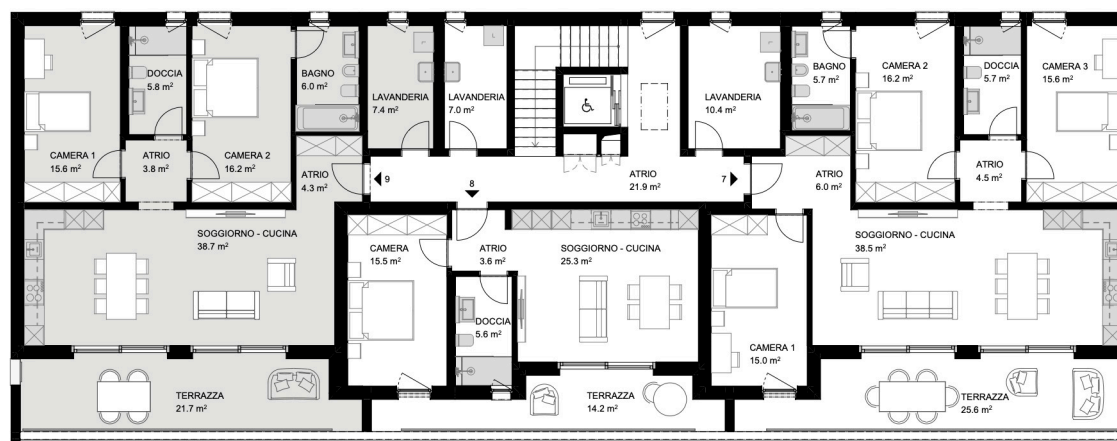 CAMERA 1
15.6 m²
DOCCIA
5.8 m²
ATRIO
3.8 m²
CAMERA 2
16.2 m²
BAGNO
6.0 m²
ATRIO
4.3 m²
LAVANDERIA
7.4 m²
LAVANDERIA
7.0 m²
9
8
7
ATRIO
21.9 m²
LAVANDERIA
10.4 m²
BAGNO
5.7 m²
ATRIO
6.0 m²
CAMERA 2
16.2 m²
DOCCIA
5.7 m²
ATRIO
4.5 m²
CAMERA 3
15.6 m²
SOGGIORNO - CUCINA
38.7 m²
CAMERA
15.5 m²
ATRIO
3.6 m²
DOCCIA
5.6 m²
SOGGIORNO - CUCINA
25.3 m²
CAMERA 1
15.0 m²
SOGGIORNO - CUCINA
38.5 m²
TERRAZZA
21.7 m²
TERRAZZA
14.2 m²
TERRAZZA
25.6 m²